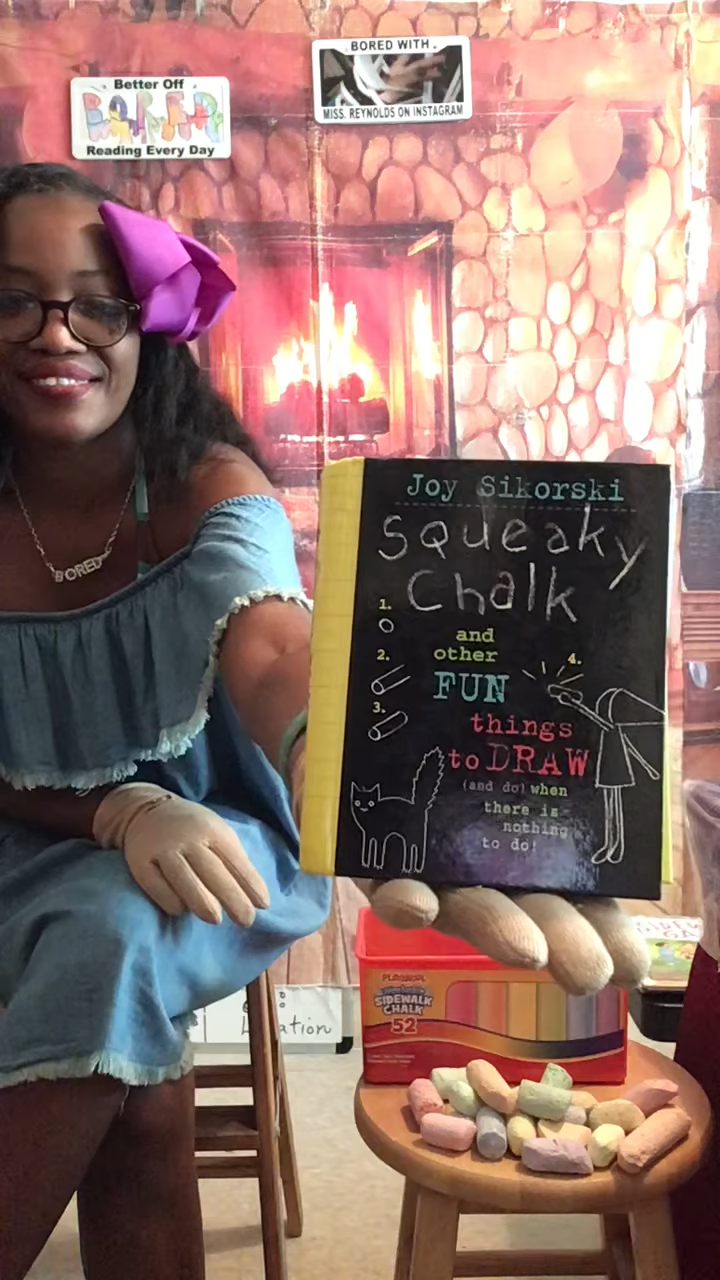 Better Off
BORED
Reading Every Day
BORED WITH
MISS. REYNOLDS ON INSTAGRAM
BORED
Joy Sikorski
Squeaky
Chalk
1.
and
other
2.
4.
FUN
3.
things
to DRAW
(and do) when
there is
nothing
to do!
PLAYSKOOL
SIDEWALK
CHALK
52